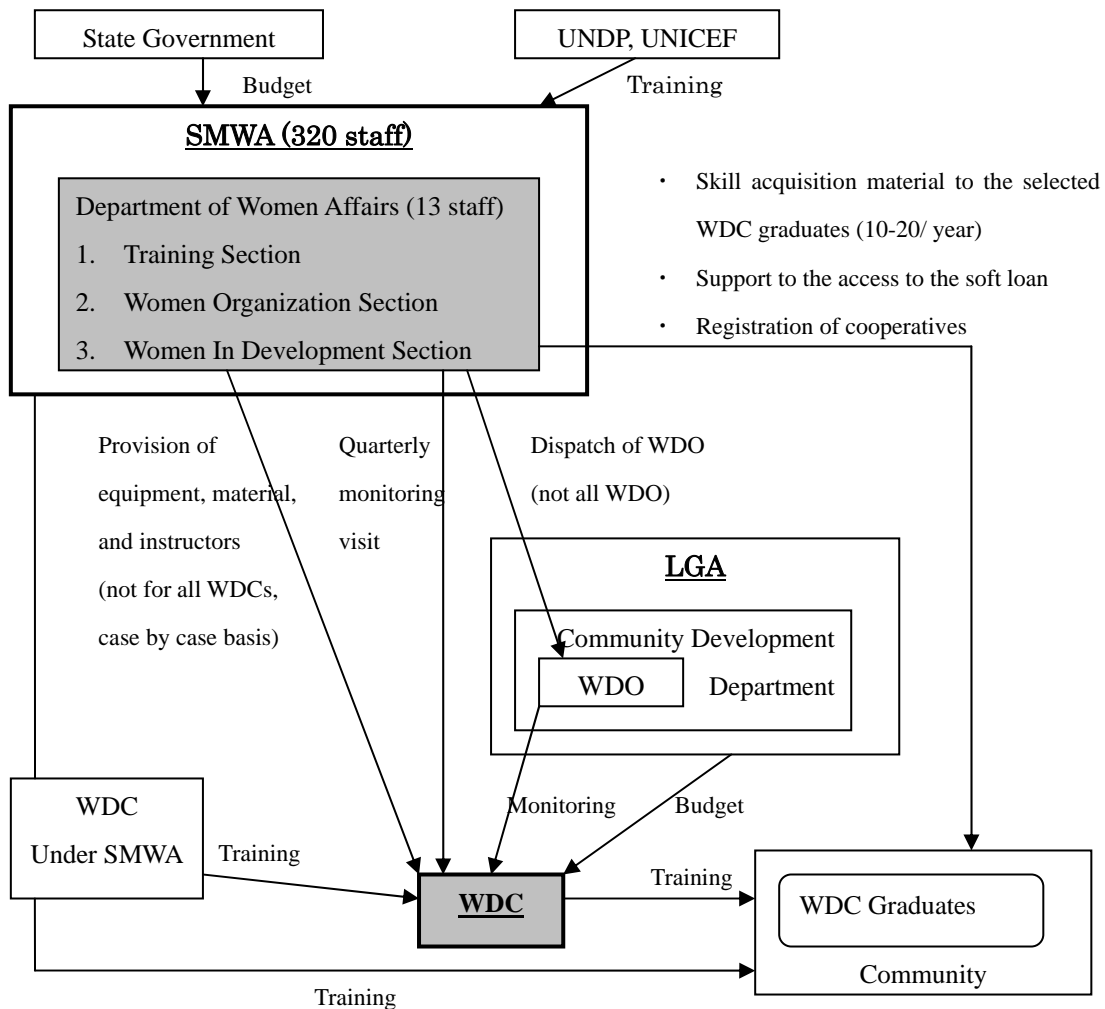 State Government
UNDP, UNICEF
Budget
Training
SMWA (320 staff)
Department of Women Affairs (13 staff)
1. Training Section
2. Women Organization Section
3. Women In Development Section
・ Skill acquisition material to the selected
WDC graduates (10-20/ year)
・ Support to the access to the soft loan
・ Registration of cooperatives
Provision of
equipment, material,
and instructors
(not for all WDCs,
case by case basis)
Quarterly
monitoring
visit
Dispatch of WDO
(not all WDO)
LGA
Community Development
WDO
Department
WDC
Under SMWA
Training
Monitoring
Budget
WDC
Training
WDC Graduates
Community
Training